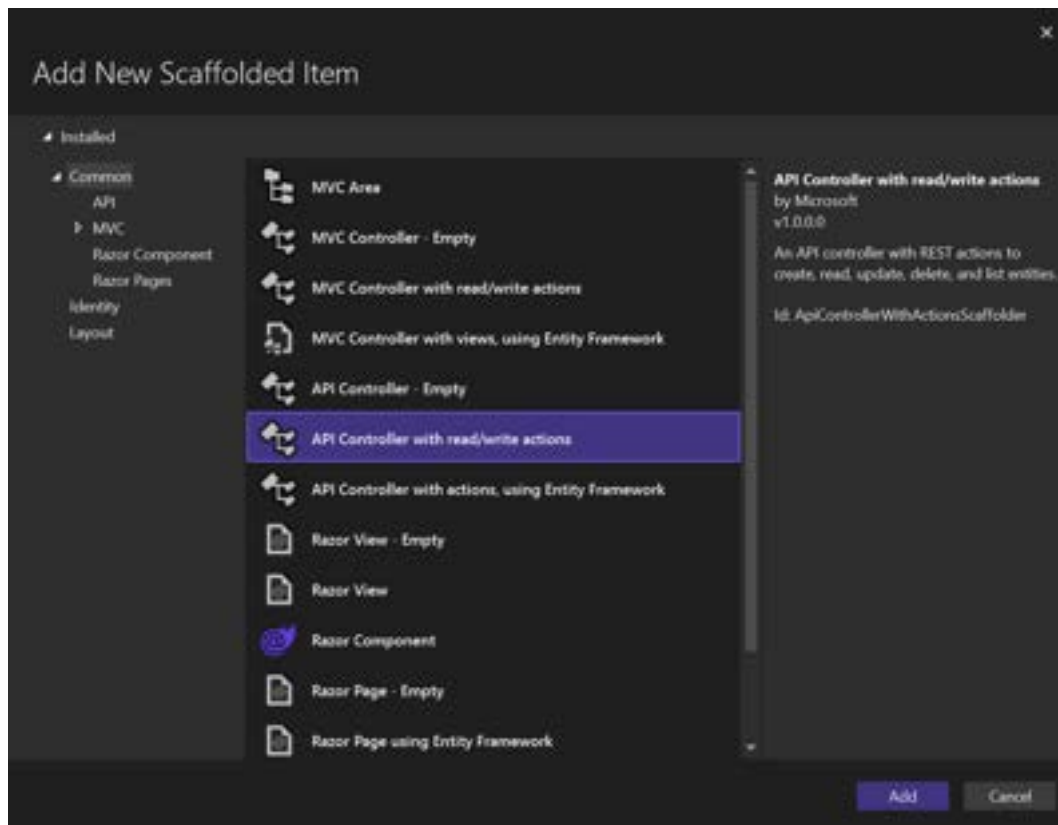 Add New Scaffolded Item
Installed
Common
API
MVC
Razor Component
Razor Pages
Identity
Layout
MVC Area
MVC Controller - Empty
MVC Controller with read/write actions
MVC Controller with views, using Entity Framework
API Controller - Empty
API Controller with read/write actions
API Controller with actions, using Entity Framework
Razor View - Empty
Razor View
Razor Component
Razor Page - Empty
Razor Page using Entity Framework
API Controller with read/write actions
by Microsoft
v1.0.0.0
An API controller with REST actions to
create, read, update, delete, and list entities.
Id: ApiControllerWithActionsScaffolder
Add
Cancel